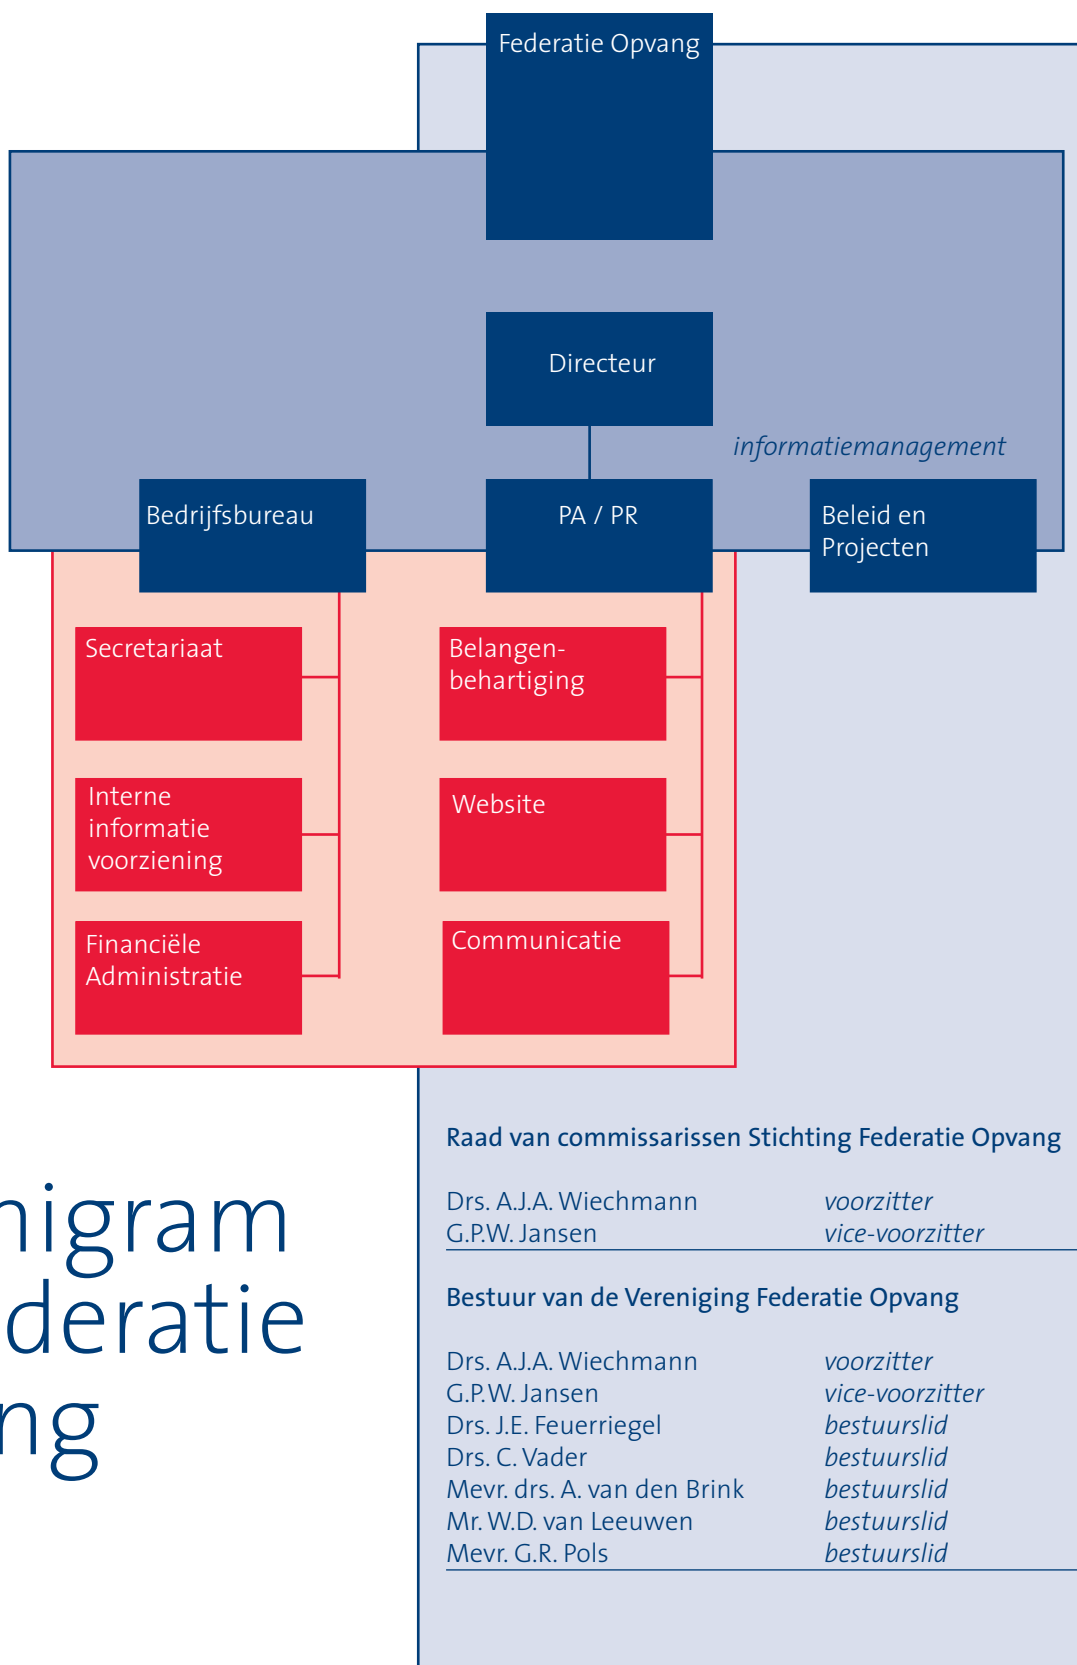 Federatie Opvang
Directeur
informatiemanagement
Bedrijfsbureau
PA / PR
Beleid en
Projecten
Secretariaat
Interne
informatie
voorziening
Financiële
Administratie
Belangen-
behartiging
Website
Communicatie
nigram
deratie
ng
Raad van commissarissen Stichting Federatie Opvang
Drs. A.J.A. Wiechmann voorzitter
G.P.W. Jansen vice-voorzitter
Bestuur van de Vereniging Federatie Opvang
Drs. A.J.A. Wiechmann voorzitter
G.P.W. Jansen vice-voorzitter
Drs. J.E. Feuerriegel bestuurslid
Drs. C. Vader bestuurslid
Mevr. drs. A. van den Brink bestuurslid
Mr. W.D. van Leeuwen bestuurslid
Mevr. G.R. Pols bestuurslid